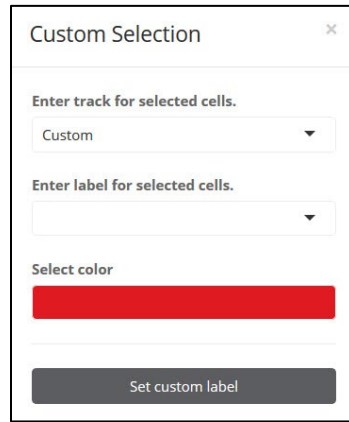 Custom Selection ×
Enter track for selected cells.
Custom
Enter label for selected cells.
Select color
Set custom label